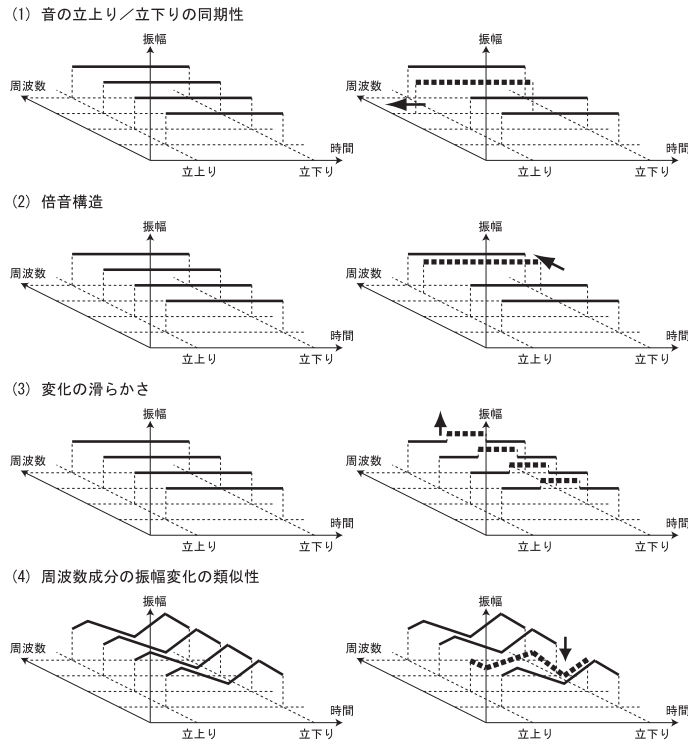 (1) 音の立上り/立下りの同期性
振幅
周波数
時間
立上り
立下り
振幅
周波数
時間
立上り
立下り
(2) 倍音構造
振幅
周波数
時間
立上り
立下り
振幅
周波数
時間
立上り
立下り
(3) 変化の滑らかさ
振幅
周波数
時間
立上り
立下り
振幅
周波数
時間
立上り
立下り
(4) 周波数成分の振幅変化の類似性
振幅
周波数
時間
立上り
立下り
振幅
周波数
時間
立上り
立下り